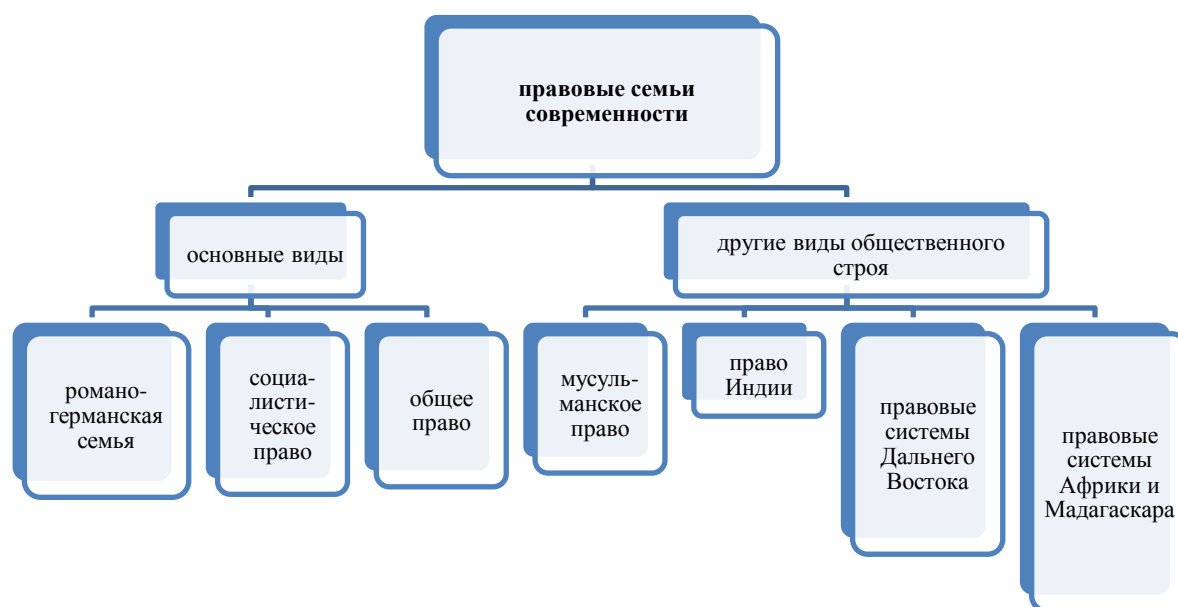 правовые семьи
современности
основные виды
другие виды общественного
строя
романо-
германская
семья
социа-
листи-
ческое
право
общее
право
мусуль-
манское
право
право
Индии
правовые
системы
Дальнего
Востока
правовые
системы
Африки и
Мадагаскара